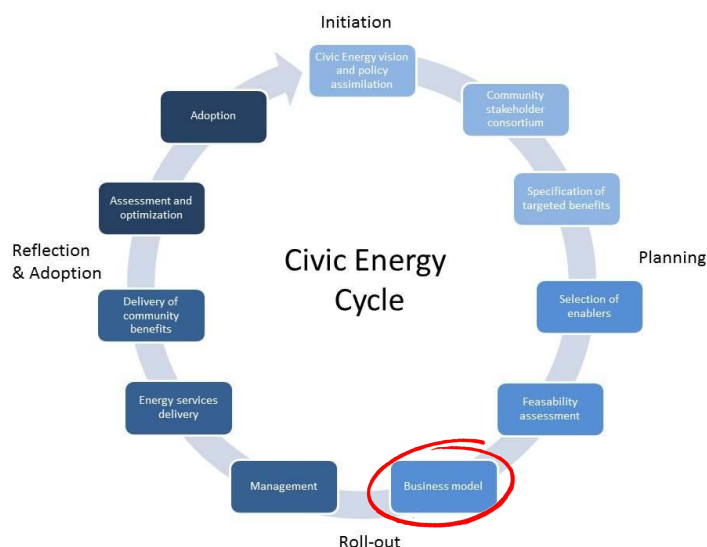 Initiation
Civic Energy vision
and policy
assimilation
Community
stakeholder
consortium
Specification of
targeted benefits
Planning
Selection of
enablers
Feasability
assessment
Business model
Roll-out
Management
Energy services
delivery
Delivery of
community
benefits
Reflection
& Adoption
Assessment and
optimization
Adoption
Civic Energy
Cycle